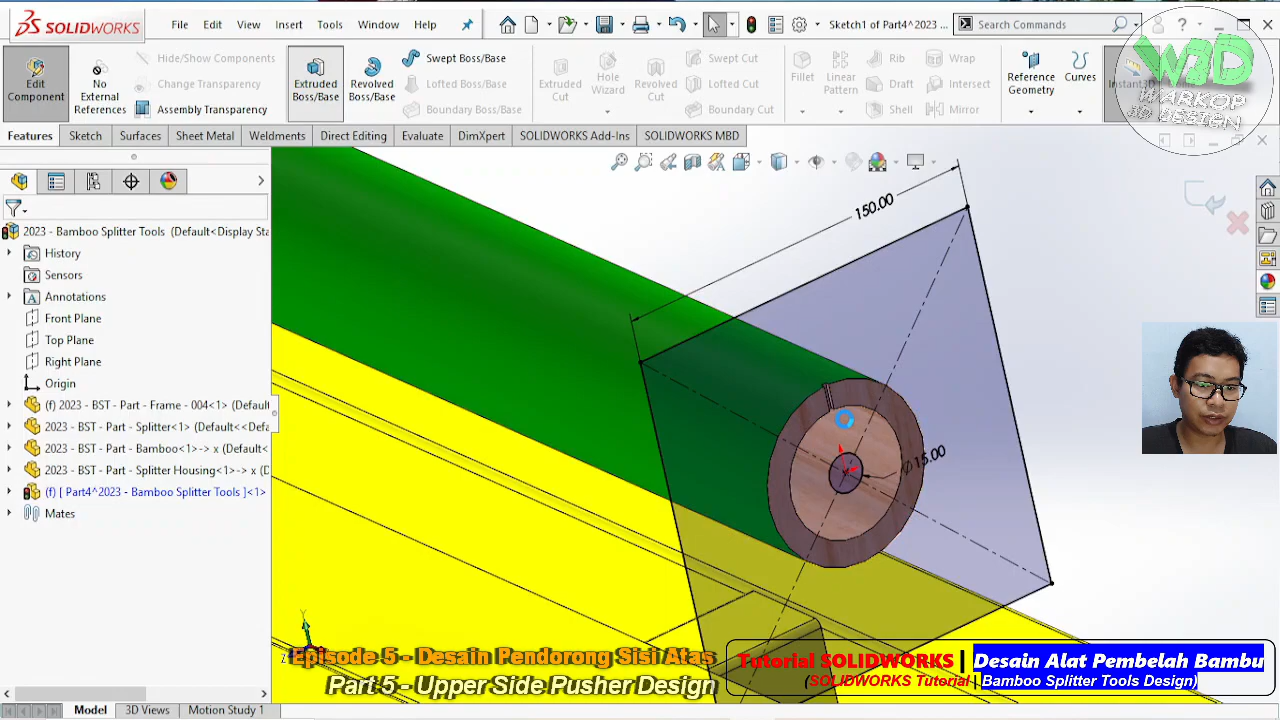 SOLIDWORKS
File
Edit
View
Insert
Tools
Window
Help
Sketch1 of Part4^2023 ...
Search Commands
Edit Component
No External References
Hide/Show Components
Change Transparency
Assembly Transparency
Extruded Boss/Base
Revolved Boss/Base
Swept Boss/Base
Lofted Boss/Base
Boundary Boss/Base
Extruded Cut
Hole Wizard
Revolved Cut
Swept Cut
Lofted Cut
Boundary Cut
Fillet
Linear Pattern
Rib
Draft
Shell
Wrap
Intersect
Mirror
Reference Geometry
Curves
Instant3D
W3D
WARKOP
3D DESIGN
Features
Sketch
Surfaces
Sheet Metal
Weldments
Direct Editing
Evaluate
DimXpert
SOLIDWORKS Add-Ins
SOLIDWORKS MBD
2023 - Bamboo Splitter Tools (Default<Display Sta
History
Sensors
Annotations
Front Plane
Top Plane
Right Plane
Origin
(f) 2023 - BST - Part - Frame - 004<1> (Default
2023 - BST - Part - Splitter<1> (Default<<Defau
2023 - BST - Part - Bamboo<1>-> x (Default<
2023 - BST - Part - Splitter Housing<1>-> x (D
(f) [ Part4^2023 - Bamboo Splitter Tools ]<1>
Mates
150.00
Ø15.00
Y
Z
Episode 5 - Desain Pendorong Sisi Atas
Part 5 - Upper Side Pusher Design
Tutorial SOLIDWORKS | Desain Alat Pembelah Bambu
(SOLIDWORKS Tutorial | Bamboo Splitter Tools Design)
Model
3D Views
Motion Study 1